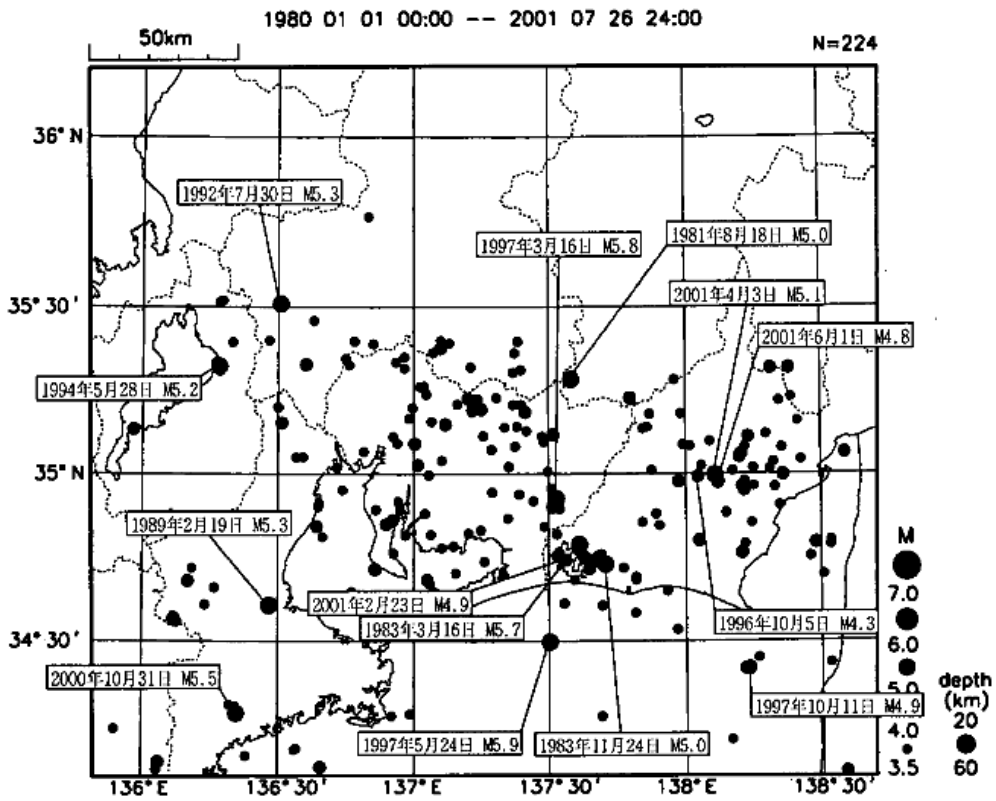 1980 01 01 00:00 -- 2001 07 26 24:00
50km
N=224
36°N
1992年7月30日 M5.3
1997年3月16日 M5.8
1981年8月18日 M5.0
35°30'
2001年4月3日 M5.1
2001年6月1日 M4.8
1994年5月28日 M5.2
35°N
1989年2月19日 M5.3
M
7.0
2001年2月23日 M4.9
1983年3月16日 M5.7
1996年10月5日 M4.3
34°30'
6.0
2000年10月31日 M5.5
5.0
depth
(km)
1997年10月11日 M4.9
20
4.0
1997年5月24日 M5.9
1983年11月24日 M5.0
3.5
60
136°E
136°30'
137°E
137°30'
138°E
138°30'